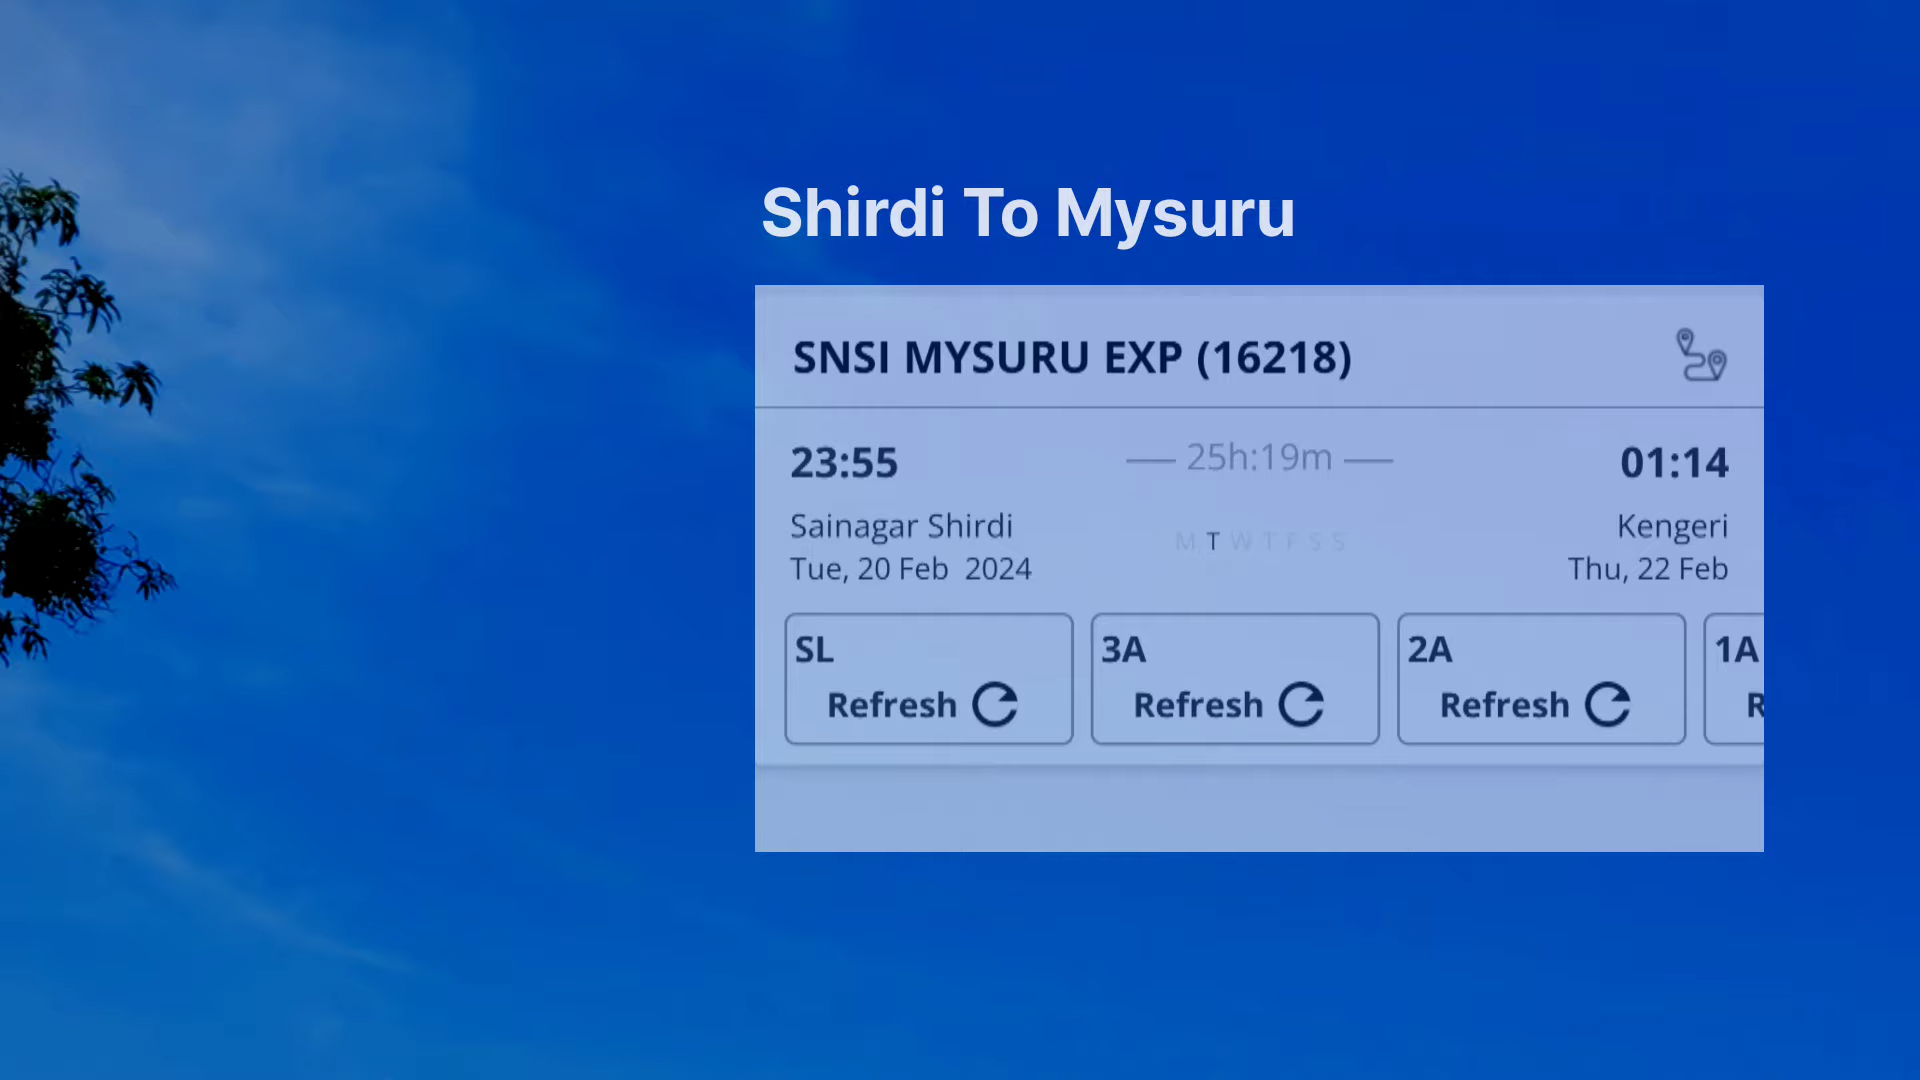 Shirdi To Mysuru
SNSI MYSURU EXP (16218)
23:55 25h:19m 01:14
Sainagar Shirdi Kengeri
M T W T F S S
Tue, 20 Feb 2024 Thu, 22 Feb
SL 3A 2A 1A
Refresh Refresh Refresh R